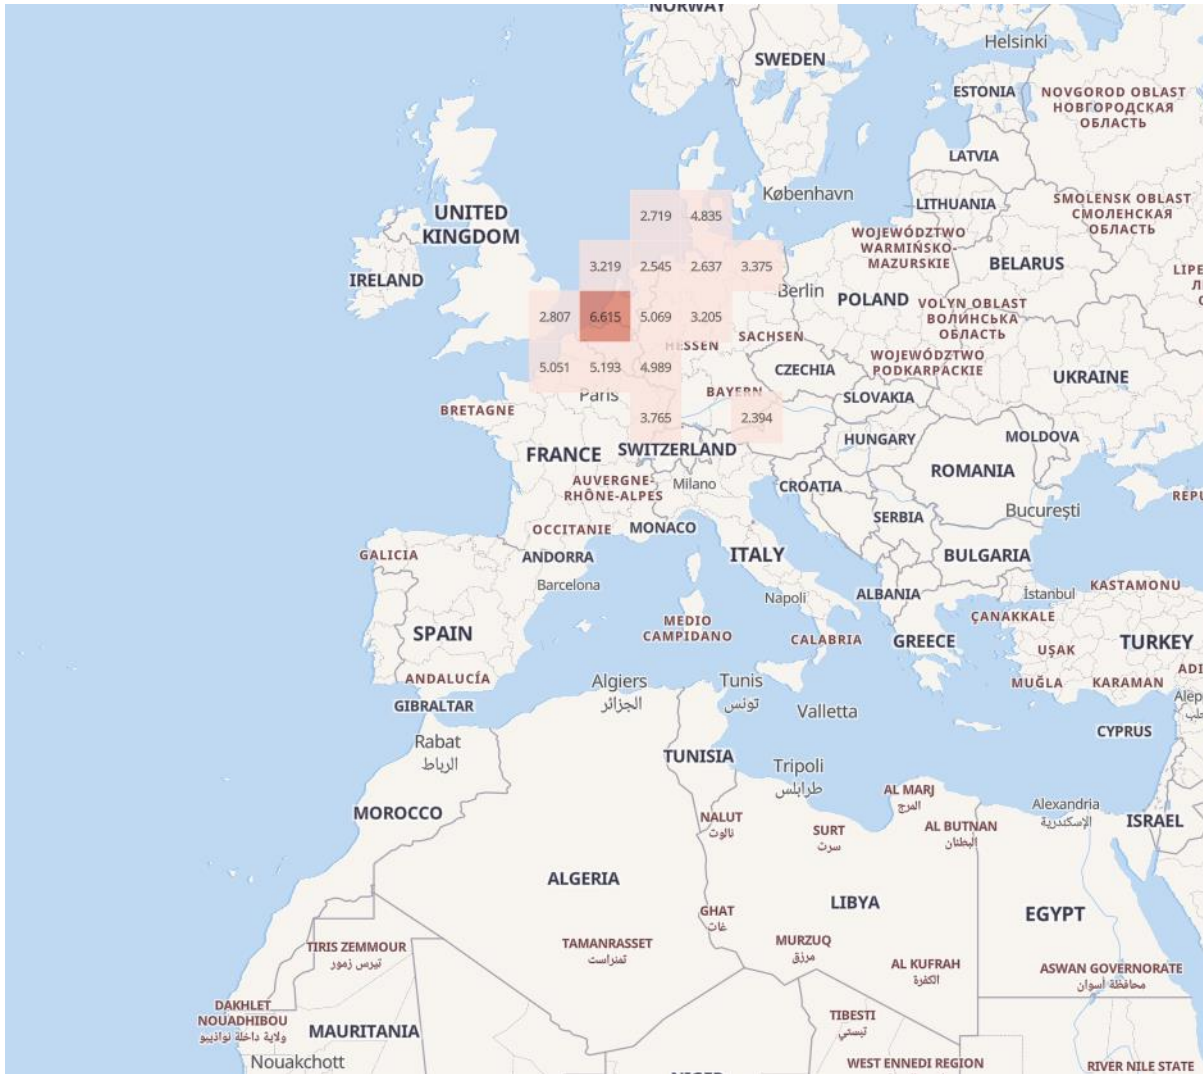 NORWAY
Helsinki
SWEDEN
ESTONIA
NOVGOROD OBLAST
НОВГОРОДСКАЯ
ОБЛАСТЬ
LATVIA
København
LITHUANIA
SMOLENSK OBLAST
СМОЛЕНСКАЯ
ОБЛАСТЬ
UNITED
KINGDOM
2.719
4.835
WOJEWÓDZTWO
WARMIŃSKO-
MAZURSKIE
BELARUS
IRELAND
3.219
2.545
2.637
3.375
Berlin
POLAND
VOLYN OBLAST
ВОЛИНСЬКА
ОБЛАСТЬ
2.807
6.615
5.069
3.205
HESSEN
SACHSEN
5.051
5.193
4.989
CZECHIA
WOJEWÓDZTWO
PODKARPACKIE
UKRAINE
Paris
BAYERN
SLOVAKIA
BRETAGNE
3.765
2.394
HUNGARY
MOLDOVA
FRANCE
SWITZERLAND
ROMANIA
AUVERGNE-
RHÔNE-ALPES
Milano
CROATIA
București
OCCITANIE
MONACO
SERBIA
GALICIA
ANDORRA
ITALY
BULGARIA
Barcelona
Napoli
ALBANIA
İstanbul
KASTAMONU
ÇANAKKALE
SPAIN
MEDIO
CAMPIDANO
CALABRIA
GREECE
UŞAK
TURKEY
ANDALUCÍA
Algiers
الجزائر
Tunis
تونس
MUĞLA
KARAMAN
GIBRALTAR
Valletta
CYPRUS
Rabat
الرباط
TUNISIA
Tripoli
طرابلس
MOROCCO
NALUT
نالوت
SURT
سرت
AL MARJ
المرج
AL BUTNAN
البطنان
Alexandria
الإسكندرية
ISRAEL
ALGERIA
LIBYA
EGYPT
GHAT
غات
TIRIS ZEMMOUR
تيرس زمور
TAMANRASSET
تمنراست
MURZUQ
مرزق
AL KUFRAH
الكفرة
ASWAN GOVERNORATE
محافظة أسوان
DAKHLET
NOUADHIBOU
ولاية داخلة نواذيبو
MAURITANIA
TIBESTI
تبستي
Nouakchott
WEST ENNEDI REGION
RIVER NILE STATE